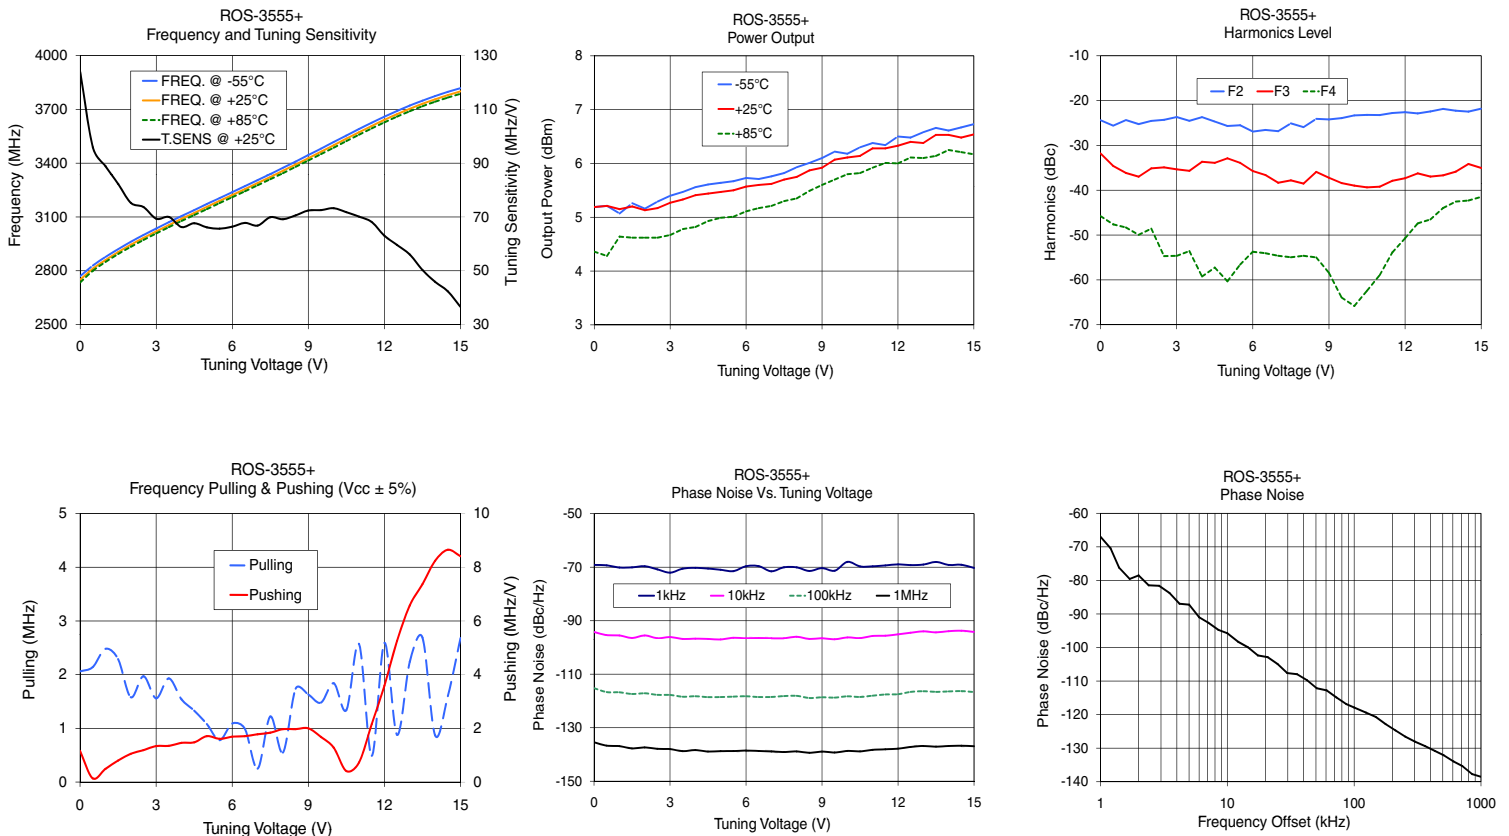 ROS-3555+
Frequency and Tuning Sensitivity
4000
3700
3400
3100
2800
2500
Frequency (MHz)
130
110
90
70
50
30
Tuning Sensitivity (MHz/V)
FREQ. @ -55°C
FREQ. @ +25°C
FREQ. @ +85°C
T.SENS @ +25°C
0 3 6 9 12 15
Tuning Voltage (V)
ROS-3555+
Power Output
8
7
6
5
4
3
Output Power (dBm)
-55°C
+25°C
+85°C
0 3 6 9 12 15
Tuning Voltage (V)
ROS-3555+
Harmonics Level
-10
-20
-30
-40
-50
-60
-70
Harmonics (dBc)
F2 F3 F4
0 3 6 9 12 15
Tuning Voltage (V)
ROS-3555+
Frequency Pulling & Pushing (Vcc ± 5%)
5
4
3
2
1
0
Pulling (MHz)
10
8
6
4
2
0
Pushing (MHz/V)
Pulling
Pushing
0 3 6 9 12 15
Tuning Voltage (V)
ROS-3555+
Phase Noise Vs. Tuning Voltage
-50
-70
-90
-110
-130
-150
Phase Noise (dBc/Hz)
1kHz 10kHz 100kHz 1MHz
0 3 6 9 12 15
Tuning Voltage (V)
ROS-3555+
Phase Noise
-60
-70
-80
-90
-100
-110
-120
-130
-140
Phase Noise (dBc/Hz)
1 10 100 1000
Frequency Offset (kHz)